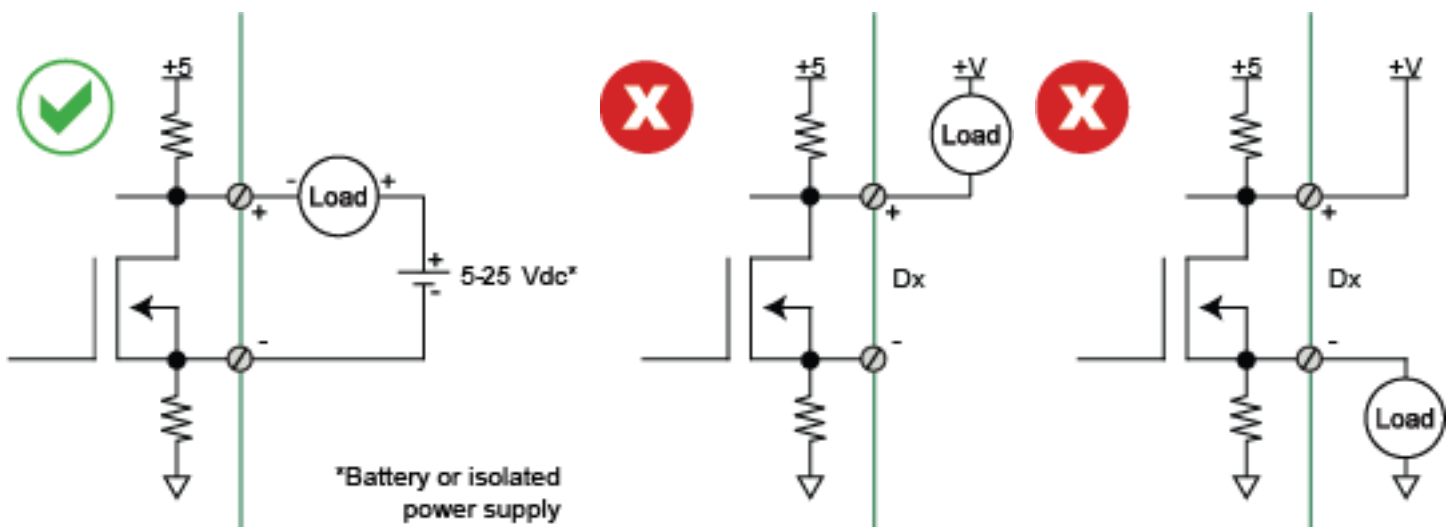 +5
- Load +
+
+
-
5-25 Vdc*
-
*Battery or isolated
power supply
X
+5
+V
Load
+
Dx
-
X
+5
+V
+
Dx
-
Load